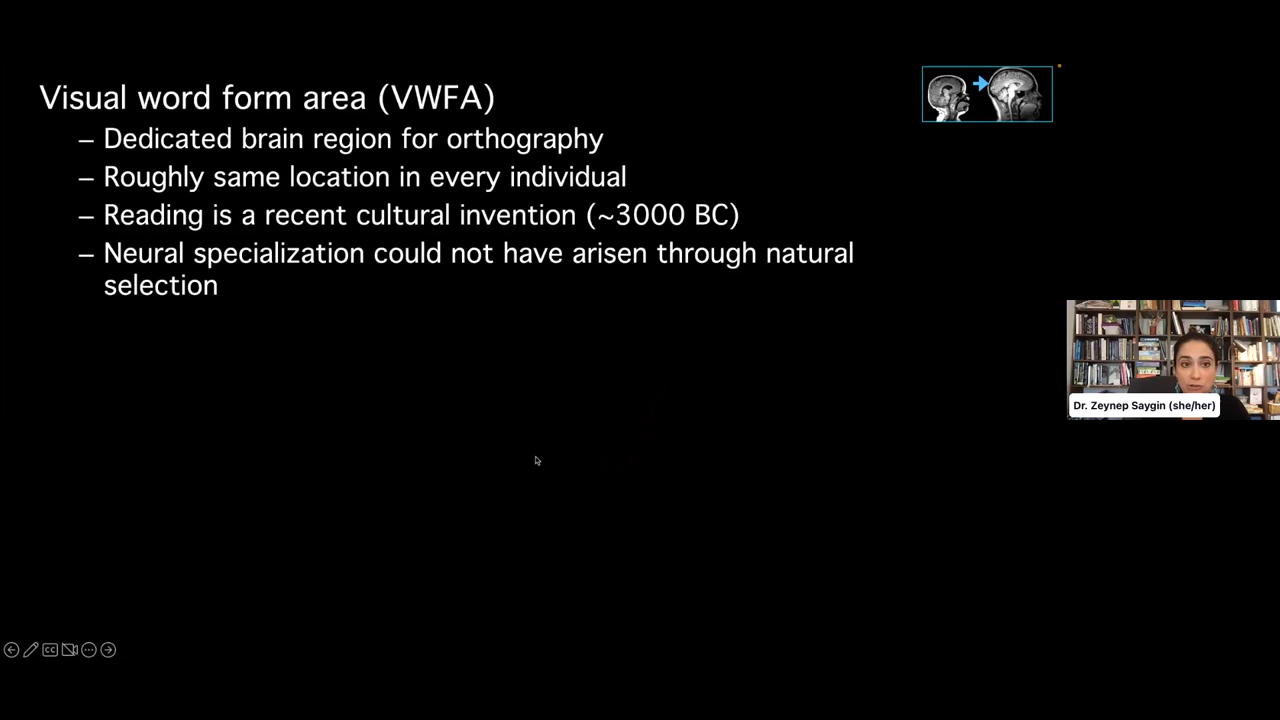 Visual word form area (VWFA)
– Dedicated brain region for orthography
– Roughly same location in every individual
– Reading is a recent cultural invention (~3000 BC)
– Neural specialization could not have arisen through natural
selection
Dr. Zeynep Saygin (she/her)
CC